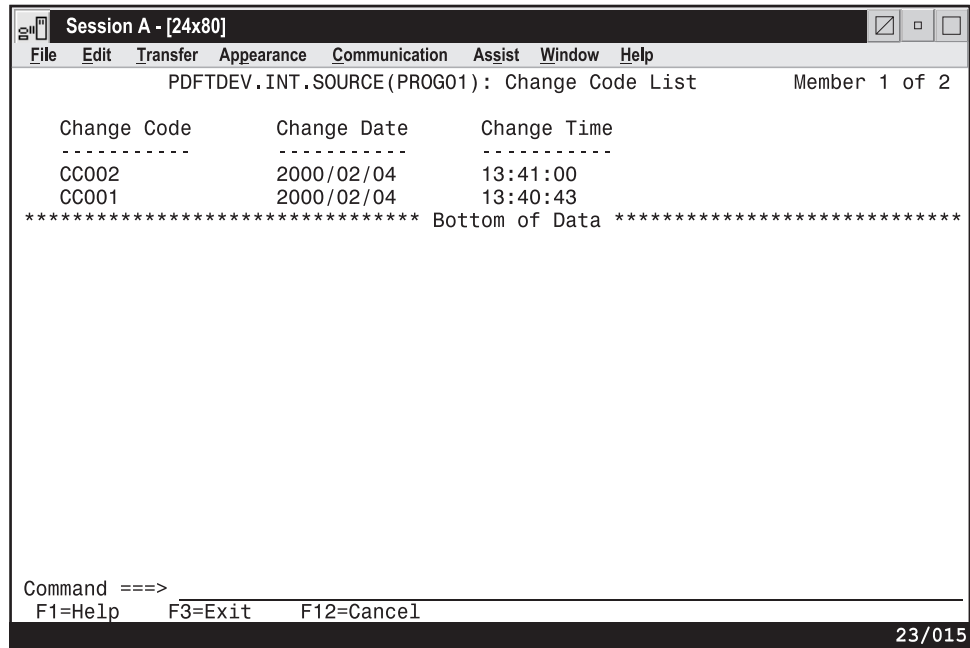 Session A - [24x80]
File Edit Transfer Appearance Communication Assist Window Help
PDFTDEV.INT.SOURCE(PROG01): Change Code List Member 1 of 2
Change Code Change Date Change Time
----------- ----------- -----------
CC002 2000/02/04 13:41:00
CC001 2000/02/04 13:40:43
********************************* Bottom of Data *****************************
Command ===>
F1=Help F3=Exit F12=Cancel
23/015